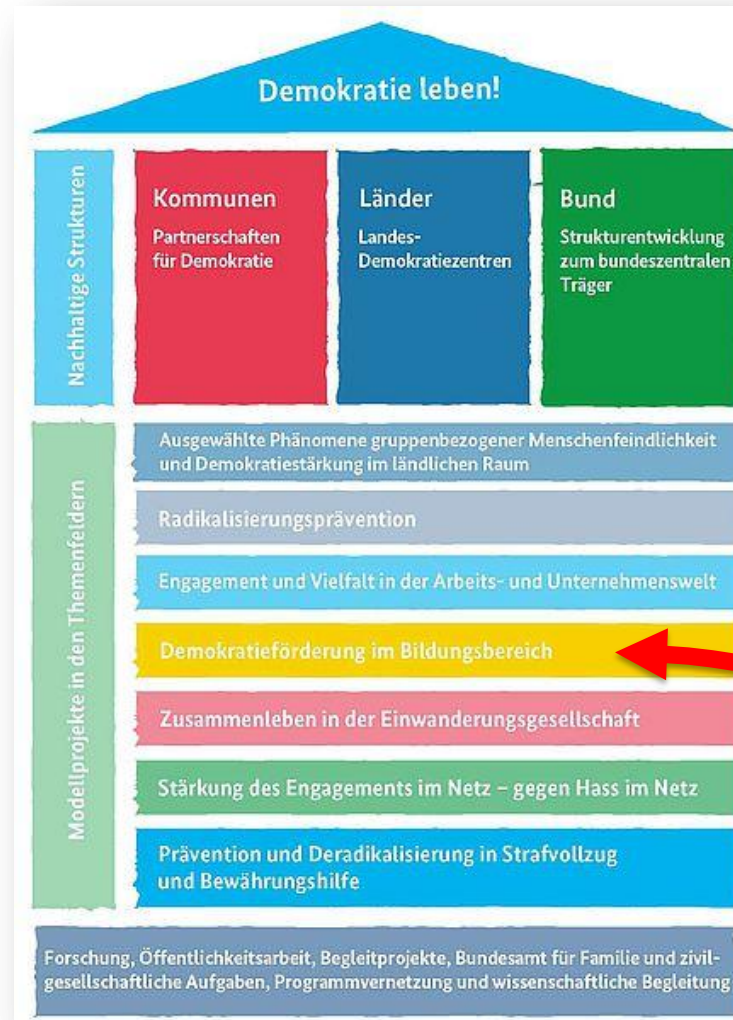 Demokratie leben!
Nachhaltige Strukturen
Kommunen
Partnerschaften
für Demokratie
Länder
Landes-
Demokratiezentren
Bund
Strukturentwicklung
zum bundeszentralen
Träger
Modellprojekte in den Themenfeldern
Ausgewählte Phänomene gruppenbezogener Menschenfeindlichkeit
und Demokratiestärkung im ländlichen Raum
Radikalisierungsprävention
Engagement und Vielfalt in der Arbeits- und Unternehmenswelt
Demokratieförderung im Bildungsbereich
Zusammenleben in der Einwanderungsgesellschaft
Stärkung des Engagements im Netz – gegen Hass im Netz
Prävention und Deradikalisierung in Strafvollzug
und Bewährungshilfe
Forschung, Öffentlichkeitsarbeit, Begleitprojekte, Bundesamt für Familie und zivil-
gesellschaftliche Aufgaben, Programmvernetzung und wissenschaftliche Begleitung